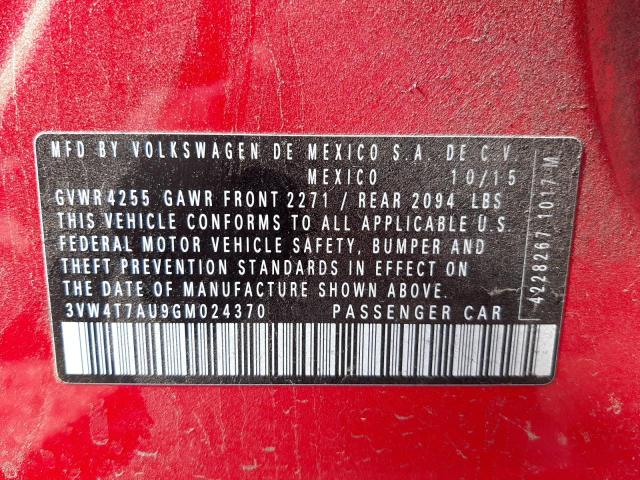 MFD BY VOLKSWAGEN DE MEXICO S.A. DE C.V.
MEXICO 10/15
GVWR 4255 GAWR FRONT 2271 / REAR 2094 LBS
THIS VEHICLE CONFORMS TO ALL APPLICABLE U.S.
FEDERAL MOTOR VEHICLE SAFETY, BUMPER AND
THEFT PREVENTION STANDARDS IN EFFECT ON
THE DATE OF MANUFACTURE SHOWN ABOVE.
3VW4T7AU9GM024370 PASSENGER CAR
4228267 1017 M